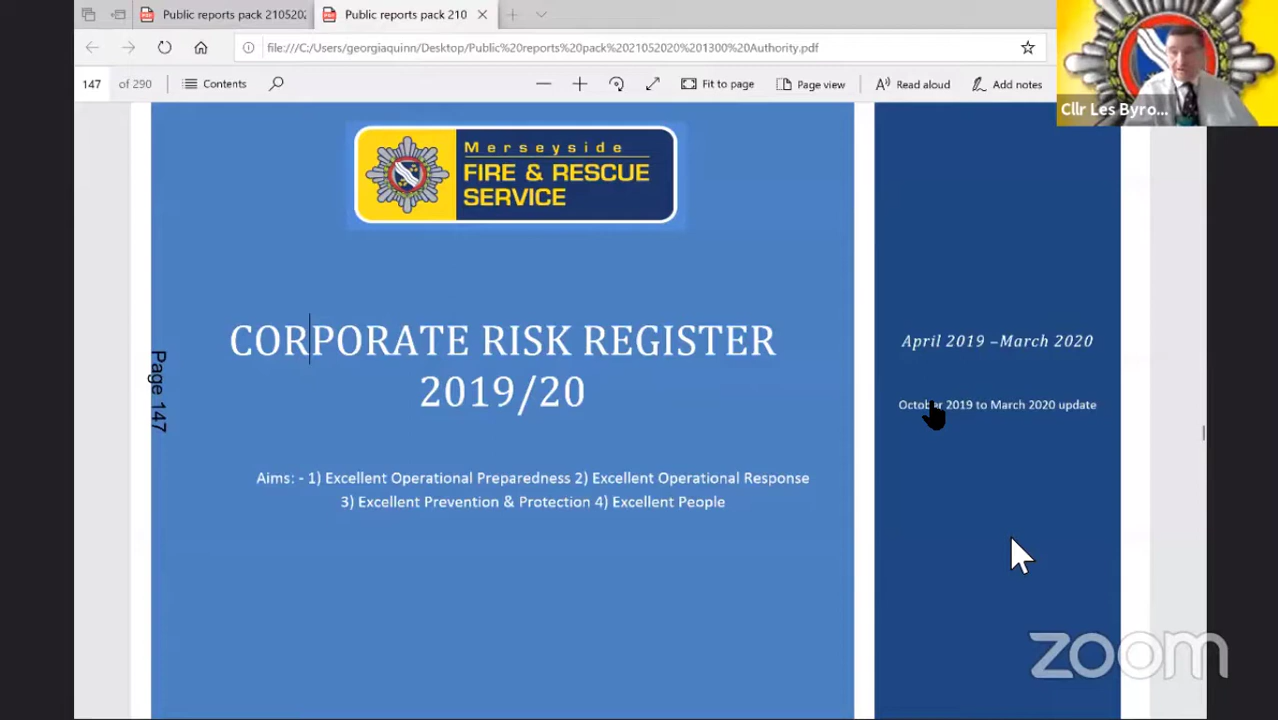 Public reports pack 2105202
Public reports pack 210
file:///C:/Users/georgiaquinn/Desktop/Public%20reports%20pack%2021052020%201300%20Authority.pdf
147 of 290
Contents
Fit to page
Page view
Read aloud
Add notes
Cllr Les Byro...
Merseyside
FIRE & RESCUE
SERVICE
CORPORATE RISK REGISTER
2019/20
April 2019 –March 2020
October 2019 to March 2020 update
Page 147
Aims: - 1) Excellent Operational Preparedness 2) Excellent Operational Response
3) Excellent Prevention & Protection 4) Excellent People
zoom